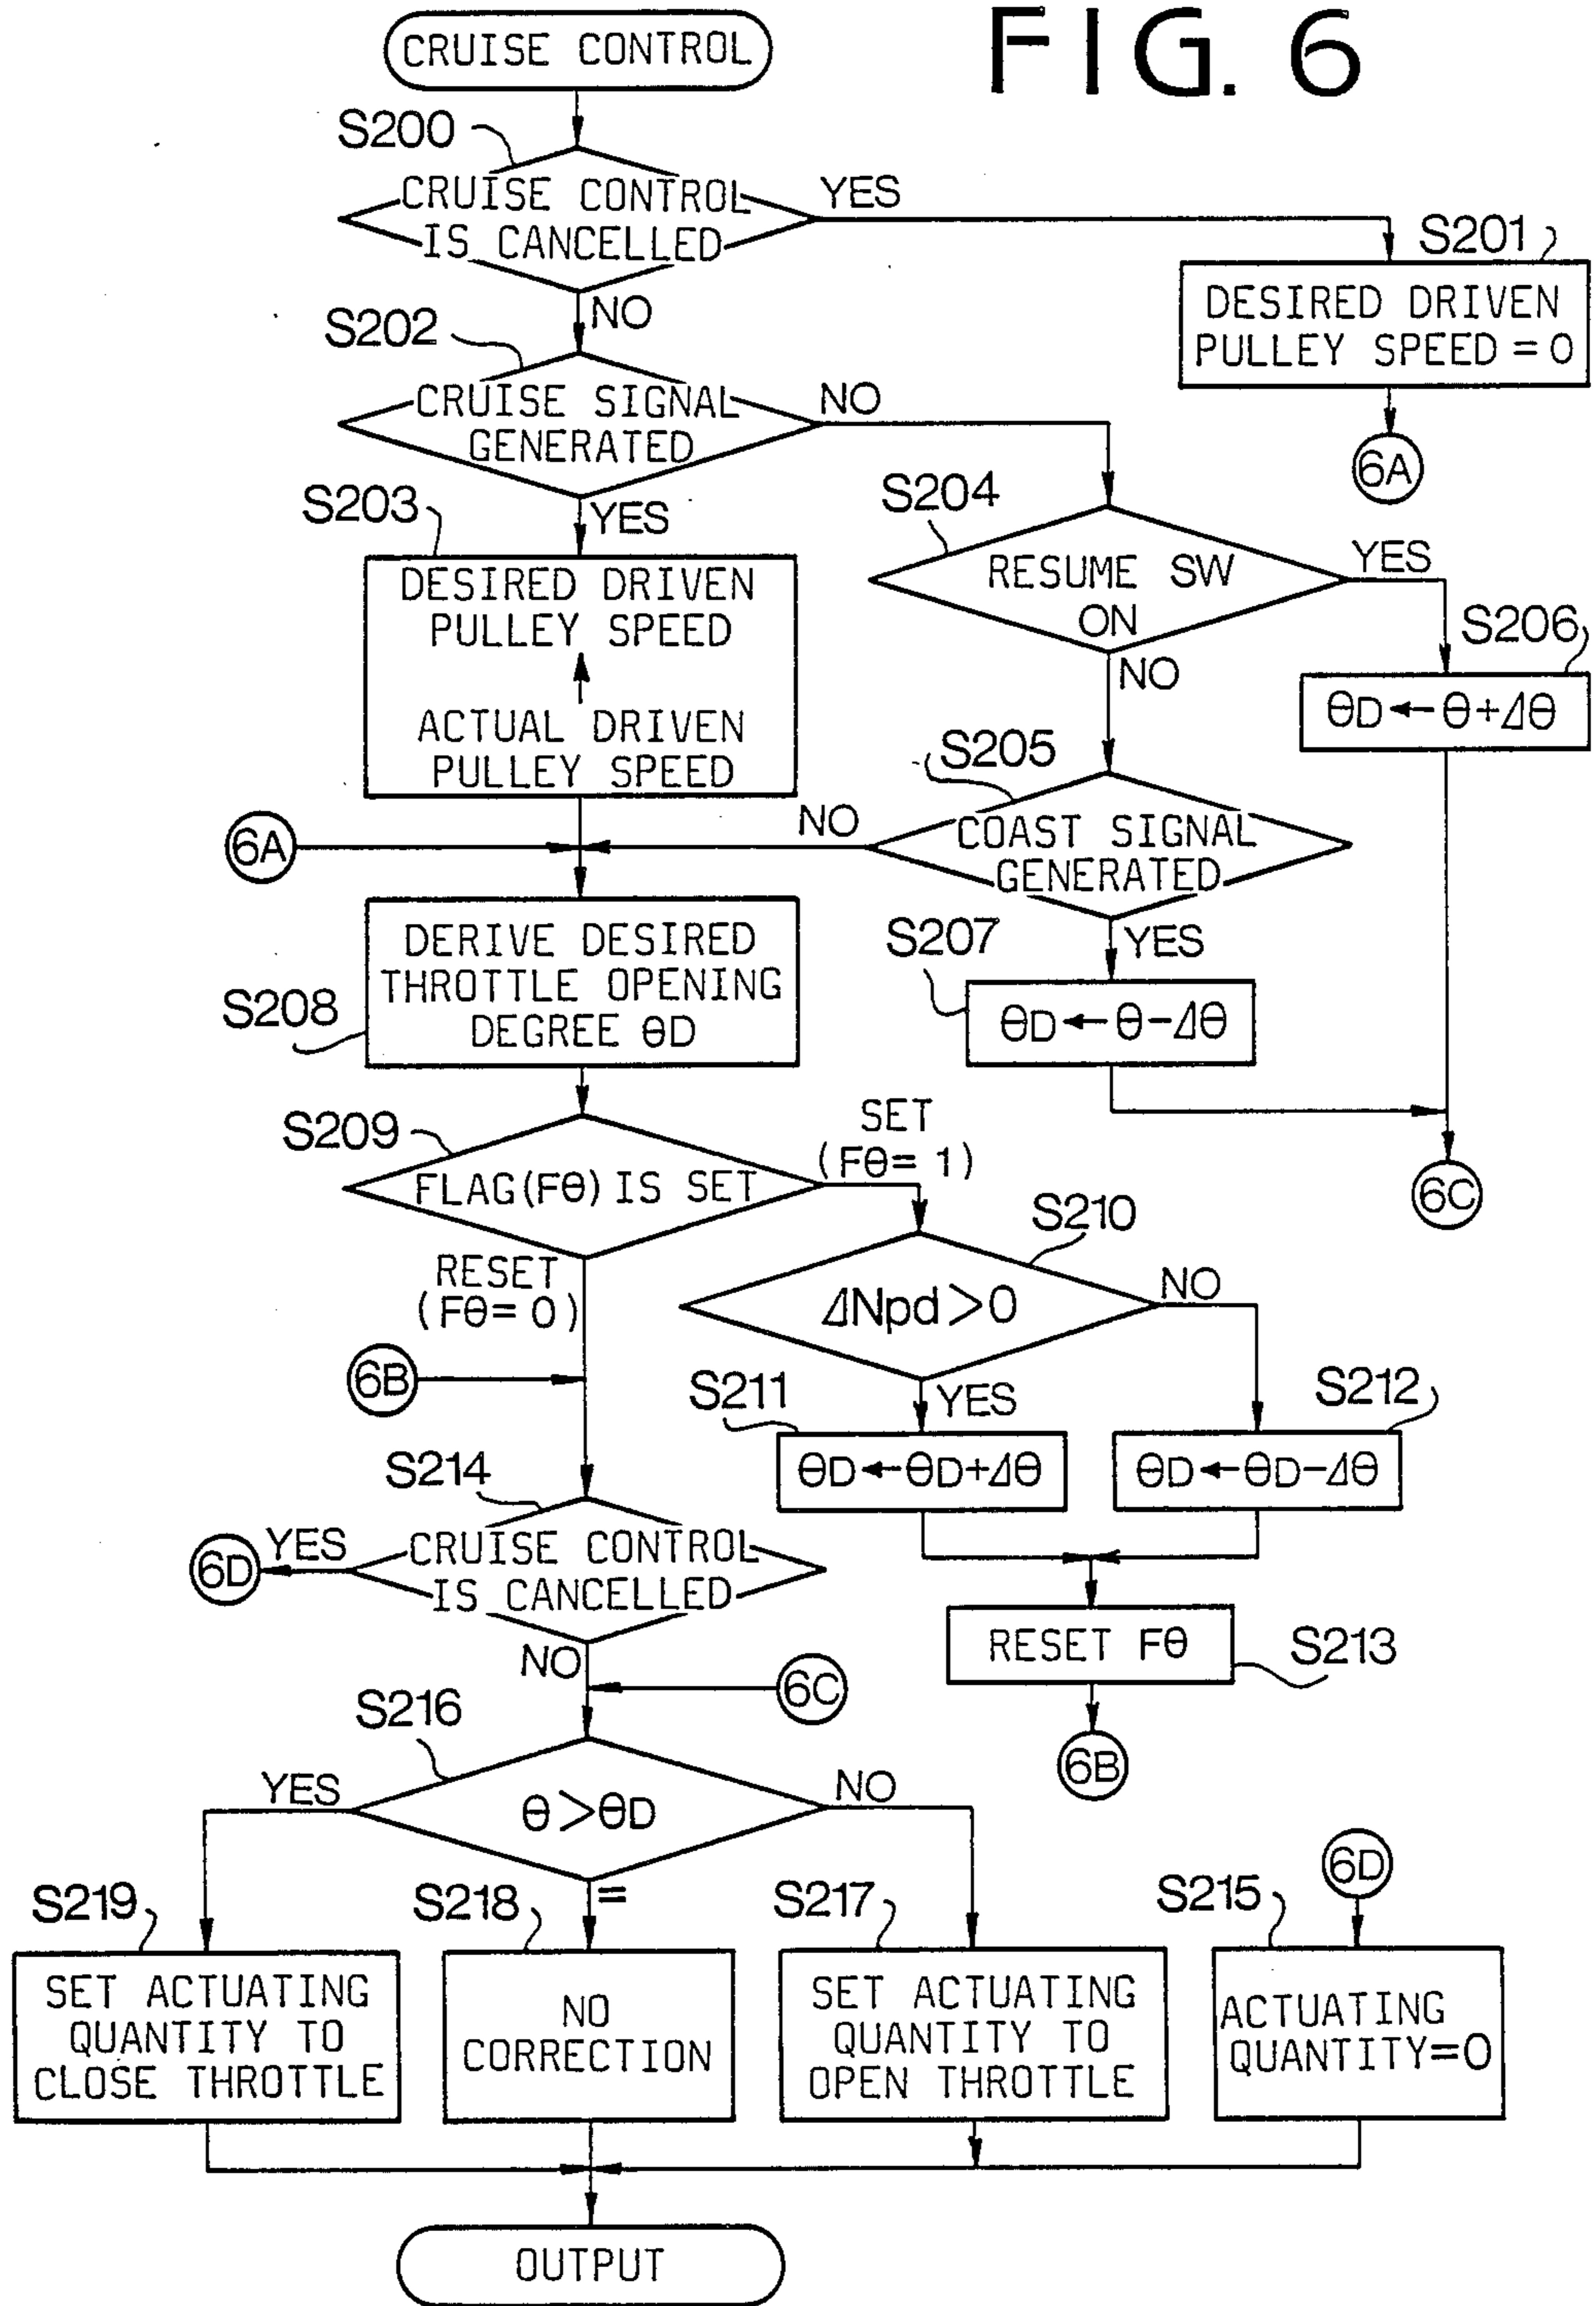 FIG. 6
CRUISE CONTROL
S200
CRUISE CONTROL
IS CANCELLED
YES
NO
S201
DESIRED DRIVEN
PULLEY SPEED = 0
6A
S202
CRUISE SIGNAL
GENERATED
NO
YES
S203
DESIRED DRIVEN
PULLEY SPEED
ACTUAL DRIVEN
PULLEY SPEED
S204
RESUME SW
ON
YES
NO
S206
θD←θ+Δθ
S205
COAST SIGNAL
GENERATED
NO
YES
6A
S207
θD←θ−Δθ
6C
S208
DERIVE DESIRED
THROTTLE OPENING
DEGREE θD
S209
FLAG(Fθ) IS SET
SET
(Fθ= 1)
RESET
(Fθ= 0)
S210
ΔNpd>0
NO
YES
6B
S211
θD←θD+Δθ
S212
θD←θD−Δθ
S213
RESET Fθ
6B
S214
CRUISE CONTROL
IS CANCELLED
YES
6D
NO
6C
S216
θ>θD
YES
NO
=
S219
SET ACTUATING
QUANTITY TO
CLOSE THROTTLE
S218
NO
CORRECTION
S217
SET ACTUATING
QUANTITY TO
OPEN THROTTLE
6D
S215
ACTUATING
QUANTITY=0
OUTPUT